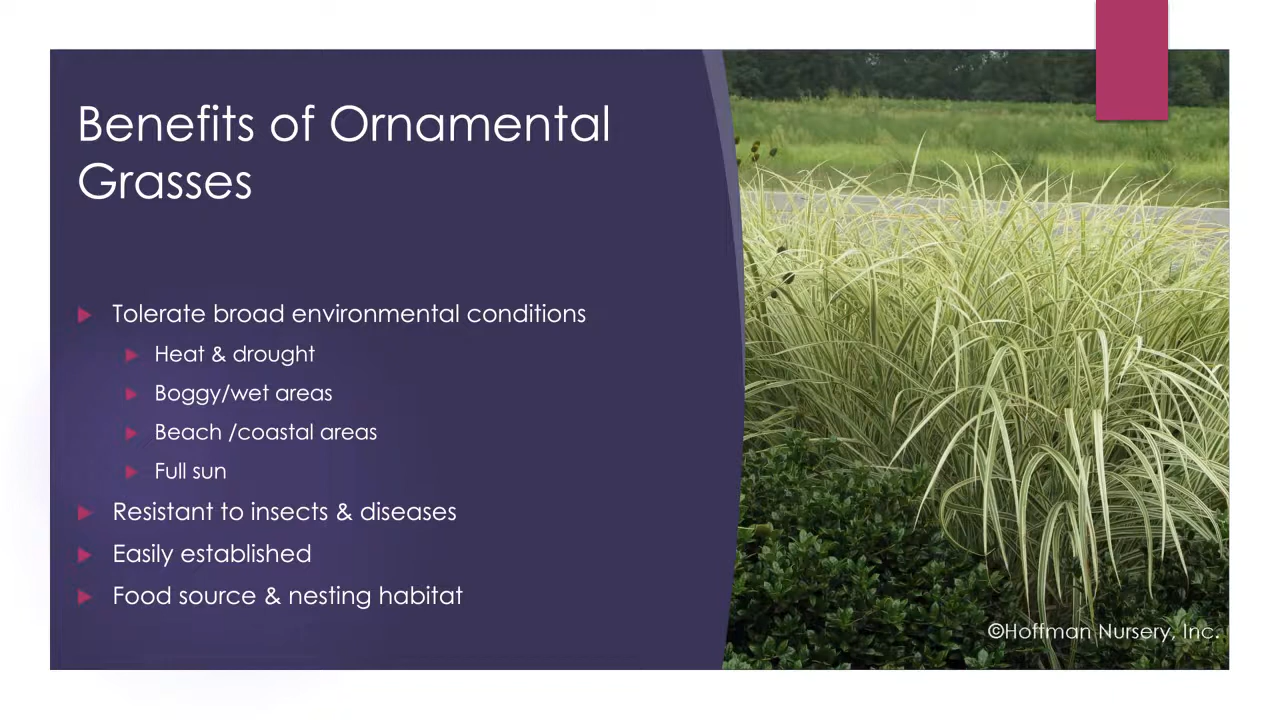 Benefits of Ornamental
Grasses
Tolerate broad environmental conditions
Heat & drought
Boggy/wet areas
Beach /coastal areas
Full sun
Resistant to insects & diseases
Easily established
Food source & nesting habitat
©Hoffman Nursery, Inc.